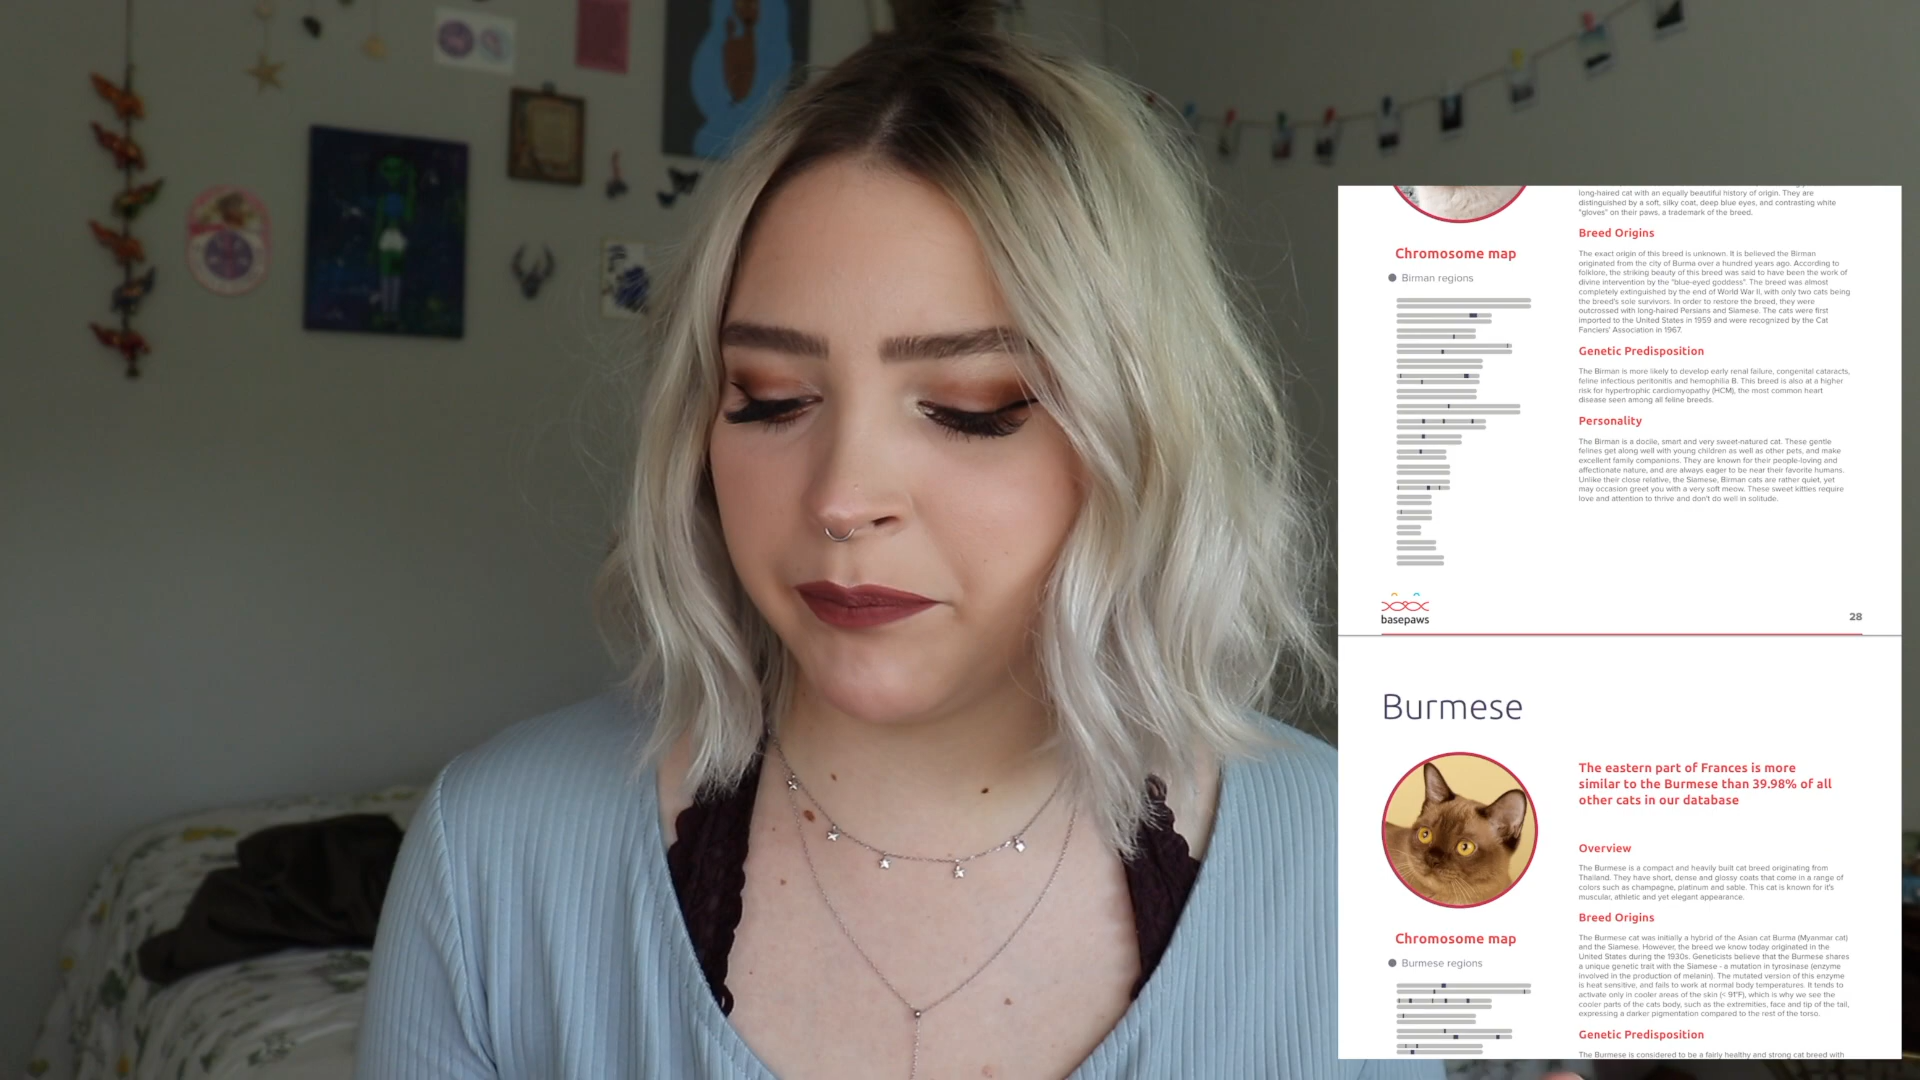 long-haired cat with an equally beautiful history of origin. They are
distinguished by a soft, silky coat, deep blue eyes, and contrasting white
"gloves" on their paws, a trademark of the breed.
Breed Origins
The exact origin of this breed is unknown. It is believed the Birman
originated from the city of Burma over a hundred years ago. According to
folklore, the striking beauty of this breed was said to have been the work of
divine intervention by the "blue-eyed goddess". The breed was almost
completely extinguished by the end of World War II, with only two cats being
the breed's sole survivors. In order to restore the breed, they were
outcrossed with long-haired Persians and Siamese. The cats were first
imported to the United States in 1959 and were recognized by the Cat
Fanciers' Association in 1967.
Chromosome map
Birman regions
Genetic Predisposition
The Birman is more likely to develop early renal failure, congenital cataracts,
feline infectious peritonitis and hemophilia B. This breed is also at a higher
risk for hypertrophic cardiomyopathy (HCM), the most common heart
disease seen among all feline breeds.
Personality
The Birman is a docile, smart and very sweet-natured cat. These gentle
felines get along well with young children as well as other pets, and make
excellent family companions. They are known for their people-loving and
affectionate nature, and are always eager to be near their favorite humans.
Unlike their close relative, the Siamese, Birman cats are rather quiet, yet
may occasion greet you with a very soft meow. These sweet kitties require
love and attention to thrive and don't do well in solitude.
basepaws
28
Burmese
The eastern part of Frances is more
similar to the Burmese than 39.98% of all
other cats in our database
Overview
The Burmese is a compact and heavily built cat breed originating from
Thailand. They have short, dense and glossy coats that come in a range of
colors such as champagne, platinum and sable. This cat is known for it's
muscular, athletic and yet elegant appearance.
Breed Origins
The Burmese cat was initially a hybrid of the Asian cat Burma (Myanmar cat)
and the Siamese. However, the breed we know today originated in the
United States during the 1930s. Geneticists believe that the Burmese shares
a unique genetic trait with the Siamese - a mutation in tyrosinase (enzyme
involved in the production of melanin). The mutated version of this enzyme
is heat sensitive, and fails to work at normal body temperatures. It tends to
activate only in cooler areas of the skin (< 91°F), which is why we see the
cooler parts of the cats body, such as the extremities, face and tip of the tail,
expressing a darker pigmentation compared to the rest of the torso.
Chromosome map
Burmese regions
Genetic Predisposition
The Burmese is considered to be a fairly healthy and strong cat breed with